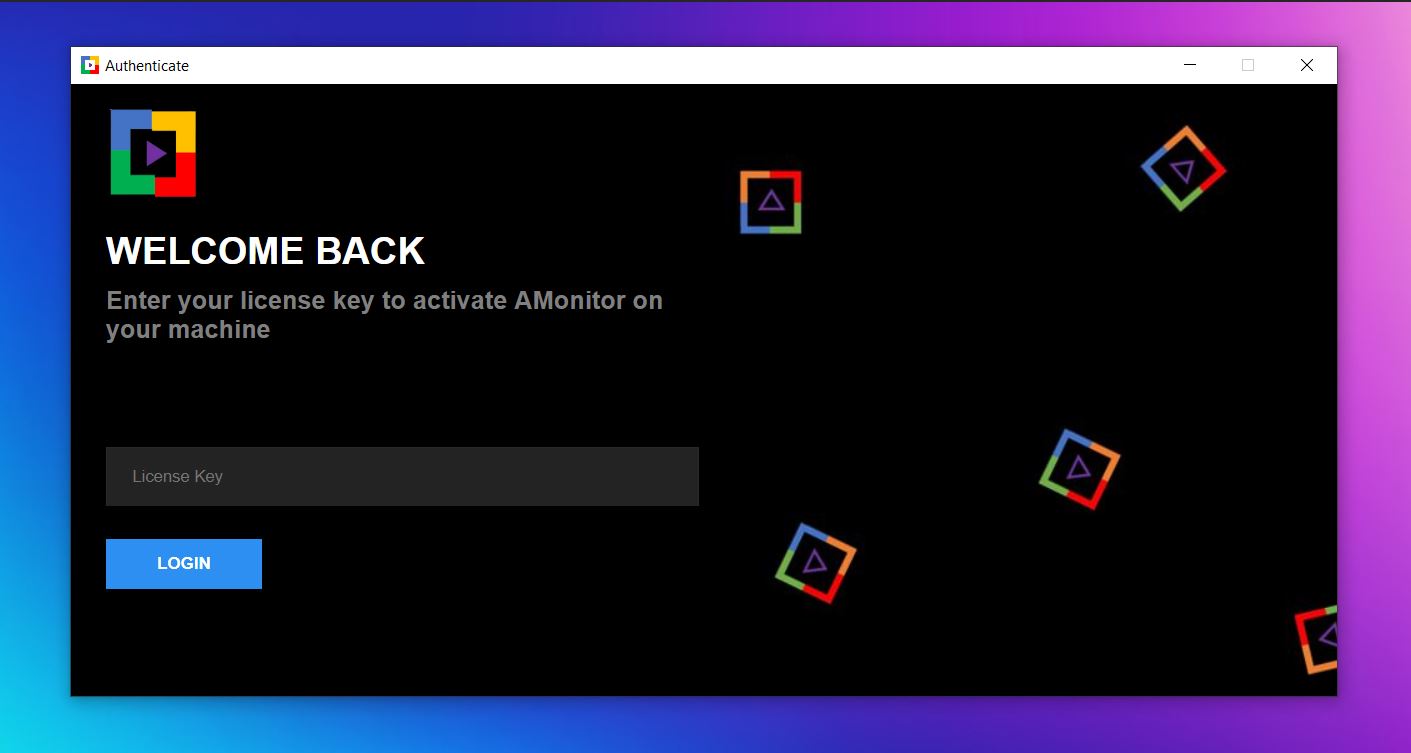 Authenticate
WELCOME BACK
Enter your license key to activate AMonitor on
your machine
License Key
LOGIN